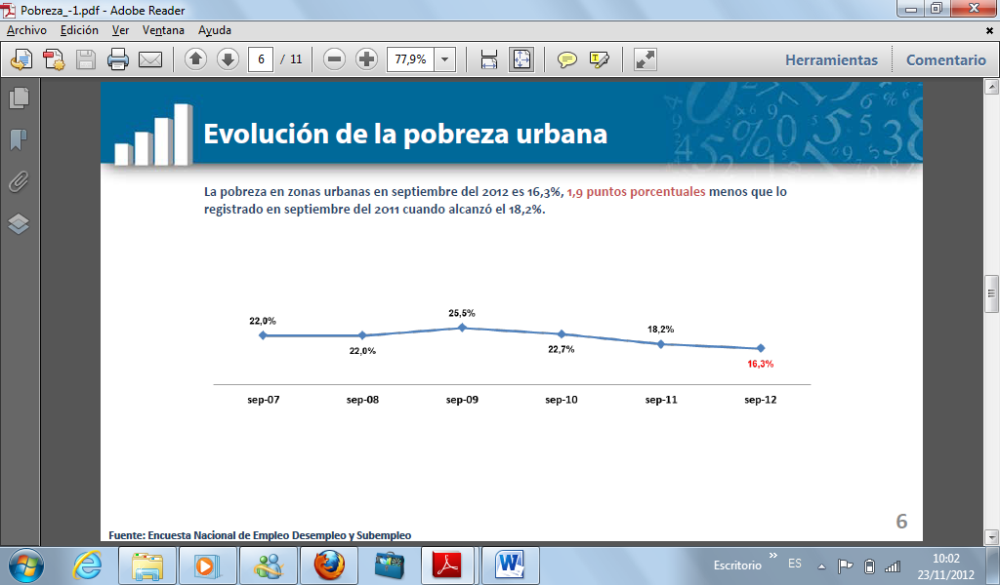 Pobreza_-1.pdf - Adobe Reader
Archivo Edición Ver Ventana Ayuda
6 / 11 77,9% Herramientas Comentario
Evolución de la pobreza urbana
La pobreza en zonas urbanas en septiembre del 2012 es 16,3%, 1,9 puntos porcentuales menos que lo
registrado en septiembre del 2011 cuando alcanzó el 18,2%.
22,0% 22,0% 25,5% 22,7% 18,2% 16,3%
sep-07 sep-08 sep-09 sep-10 sep-11 sep-12
6
Fuente: Encuesta Nacional de Empleo Desempleo y Subempleo
Escritorio » ES 10:02
23/11/2012